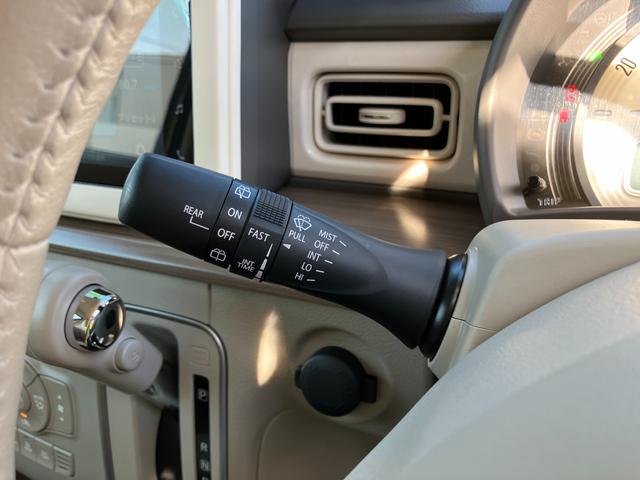 REAR
ON
OFF
FAST
INT
TIME
PULL
MIST
OFF
INT
LO
HI
20
P
R
N